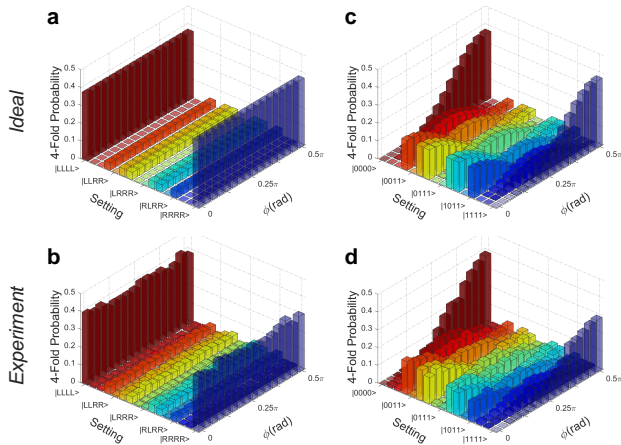 a
c
Ideal
4-Fold Probability
0.5
0.4
0.3
0.2
0.1
0
|LLLL>
|LLRR>
|LRRR>
|RLRR>
|RRRR>
Setting
0
0.25π
0.5π
ϕ(rad)
4-Fold Probability
0.5
0.4
0.3
0.2
0.1
0
|0000>
|0011>
|0111>
|1011>
|1111>
Setting
0
0.25π
0.5π
ϕ(rad)
b
d
Experiment
4-Fold Probability
0.5
0.4
0.3
0.2
0.1
0
|LLLL>
|LLRR>
|LRRR>
|RLRR>
|RRRR>
Setting
0
0.25π
0.5π
ϕ(rad)
4-Fold Probability
0.5
0.4
0.3
0.2
0.1
0
|0000>
|0011>
|0111>
|1011>
|1111>
Setting
0
0.25π
0.5π
ϕ(rad)